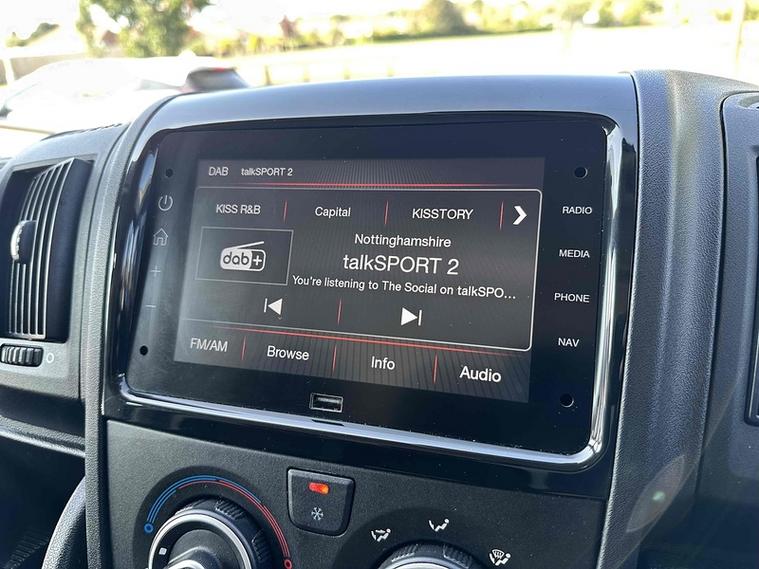 DAB talkSPORT 2
KISS R&B Capital KISSTORY
dab+
Nottinghamshire
talkSPORT 2
You're listening to The Social on talkSPO...
FM/AM Browse Info Audio
RADIO
MEDIA
PHONE
NAV